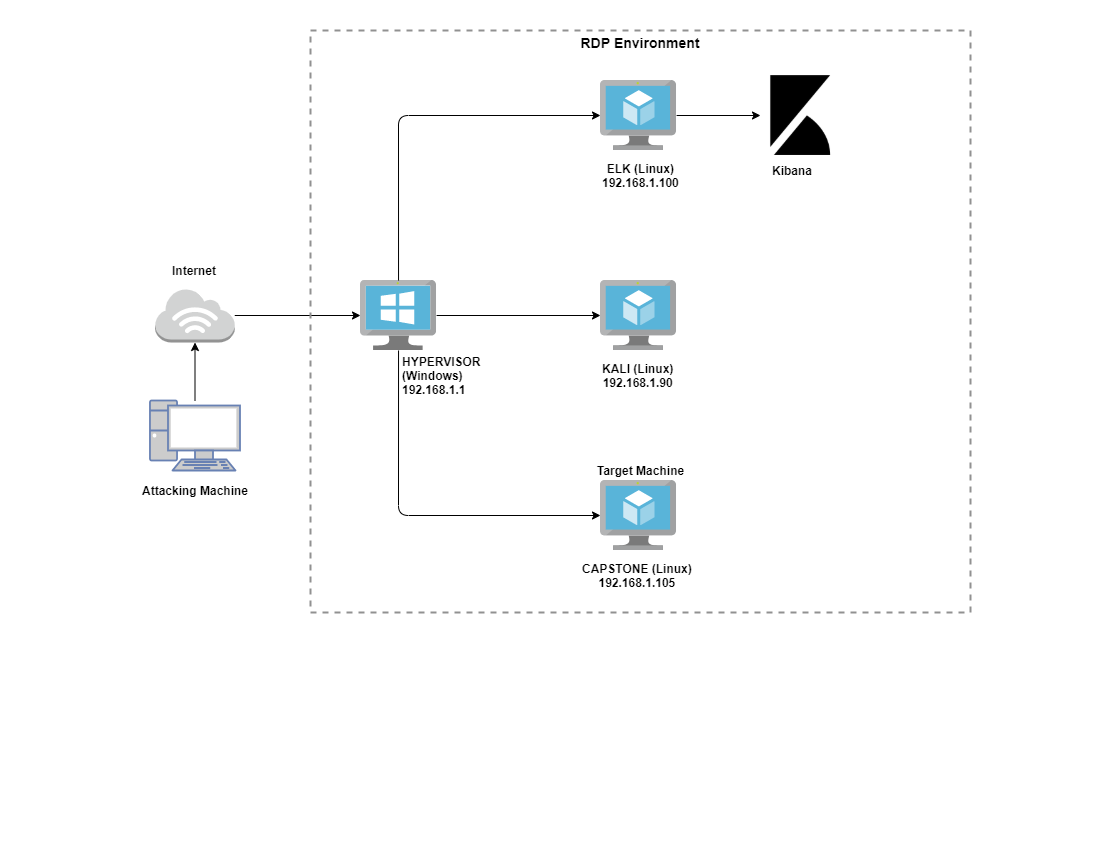 RDP Environment
ELK (Linux)
192.168.1.100
Kibana
Internet
HYPERVISOR
(Windows)
192.168.1.1
KALI (Linux)
192.168.1.90
Attacking Machine
Target Machine
CAPSTONE (Linux)
192.168.1.105